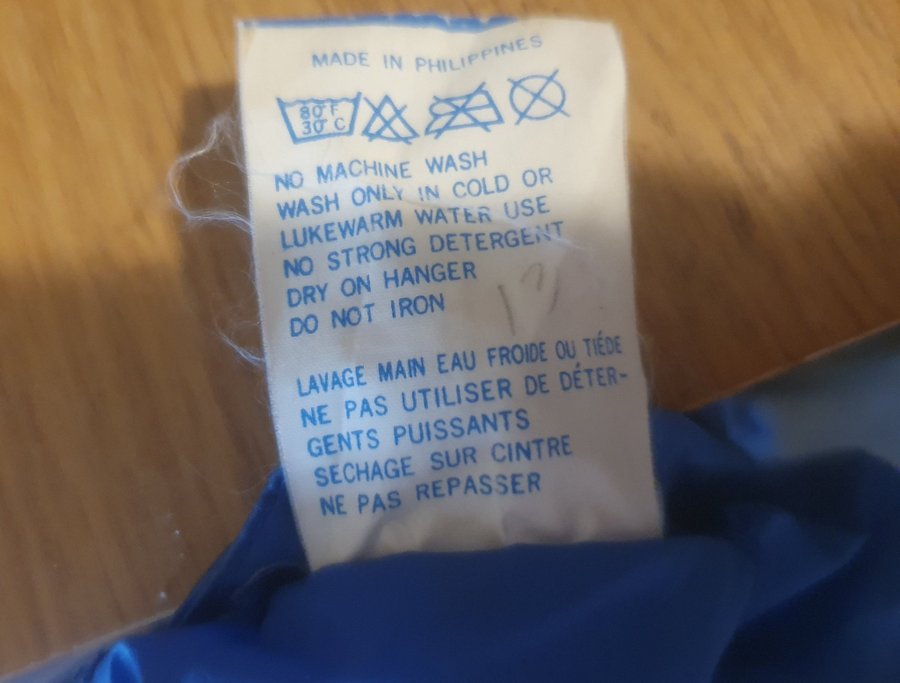 MADE IN PHILIPPINES
80°F
30°C
NO MACHINE WASH
WASH ONLY IN COLD OR
LUKEWARM WATER USE
NO STRONG DETERGENT
DRY ON HANGER
DO NOT IRON
LAVAGE MAIN EAU FROIDE OU TIÉDE
NE PAS UTILISER DE DÉTER-
GENTS PUISSANTS
SECHAGE SUR CINTRE
NE PAS REPASSER